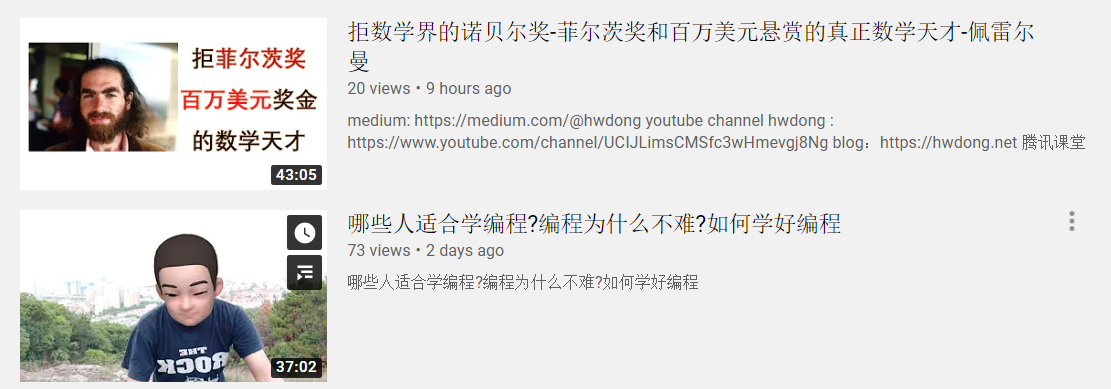 拒菲尔茨奖
百万美元奖金
的数学天才
43:05
拒数学界的诺贝尔奖-菲尔茨奖和百万美元悬赏的真正数学天才-佩雷尔
曼
20 views • 9 hours ago
medium: https://medium.com/@hwdong youtube channel hwdong :
https://www.youtube.com/channel/UCIJLimsCMSfc3wHmevgj8Ng blog：https://hwdong.net 腾讯课堂
THE
ROCK
37:02
哪些人适合学编程?编程为什么不难?如何学好编程
73 views • 2 days ago
哪些人适合学编程?编程为什么不难?如何学好编程